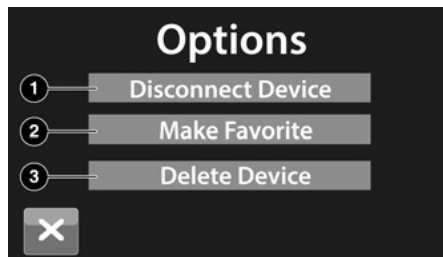 Options
1 Disconnect Device
2 Make Favorite
3 Delete Device